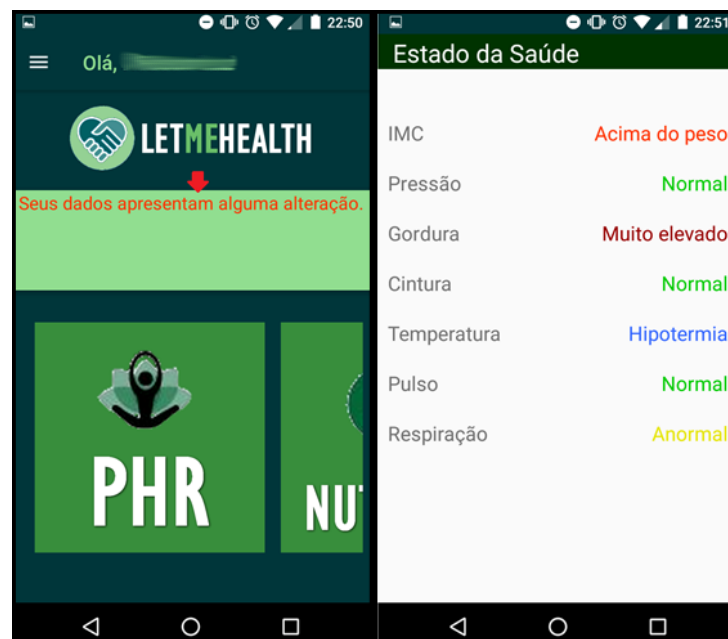 22:50
Olá,
LETMEHEALTH
Seus dados apresentam alguma alteração.
PHR
NU
22:51
Estado da Saúde
IMC Acima do peso
Pressão Normal
Gordura Muito elevado
Cintura Normal
Temperatura Hipotermia
Pulso Normal
Respiração Anormal